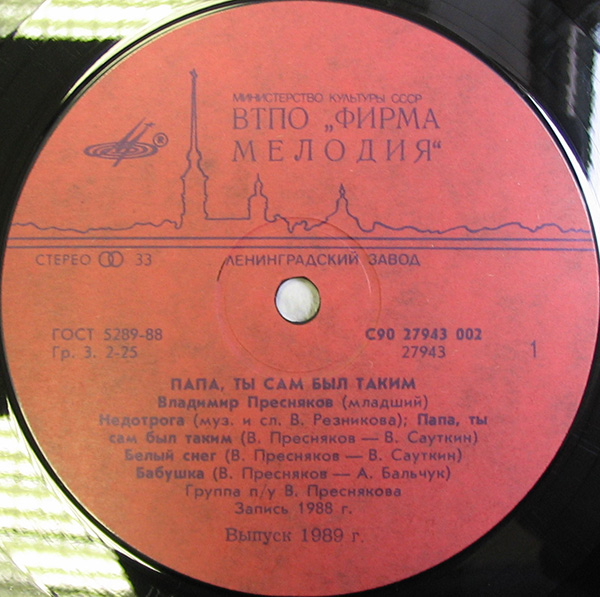 МИНИСТЕРСТВО КУЛЬТУРЫ СССР
ВТПО „ФИРМА
МЕЛОДИЯ“
®
СТЕРЕО 33 ЛЕНИНГРАДСКИЙ ЗАВОД
ГОСТ 5289-88 С90 27943 002
Гр. 3. 2-25 27943 1
ПАПА, ТЫ САМ БЫЛ ТАКИМ
Владимир Пресняков (младший)
Недотрога (муз. и сл. В. Резникова); Папа, ты
сам был таким (В. Пресняков — В. Сауткин)
Белый снег (В. Пресняков — В. Сауткин)
Бабушка (В. Пресняков — А. Бальчук)
Группа п/у В. Преснякова
Запись 1988 г.
Выпуск 1989 г.